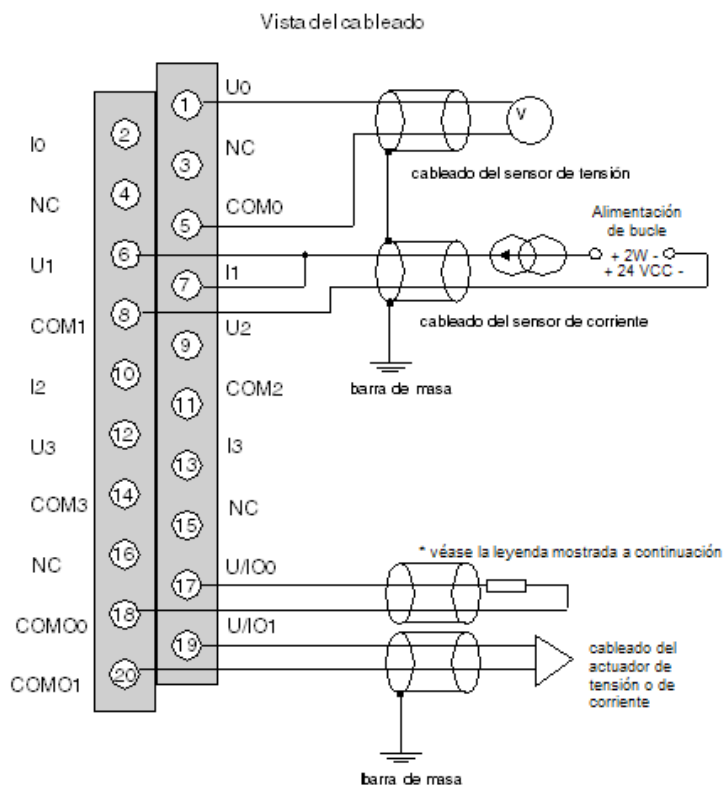 Vista del cableado
U0
1
2
I0
NC
3
V
cableado del sensor de tensión
4
NC
COM0
5
Alimentación
de bucle
U1
6
+ 2W -
+ 24 VCC -
I1
7
COM1
8
U2
cableado del sensor de corriente
9
I2
10
COM2
barra de masa
11
U3
12
I3
13
COM3
14
NC
15
* véase la leyenda mostrada a continuación
NC
16
U/IO0
17
COMO0
18
U/IO1
19
cableado del
actuador de
tensión o de
corriente
COMO1
20
barra de masa